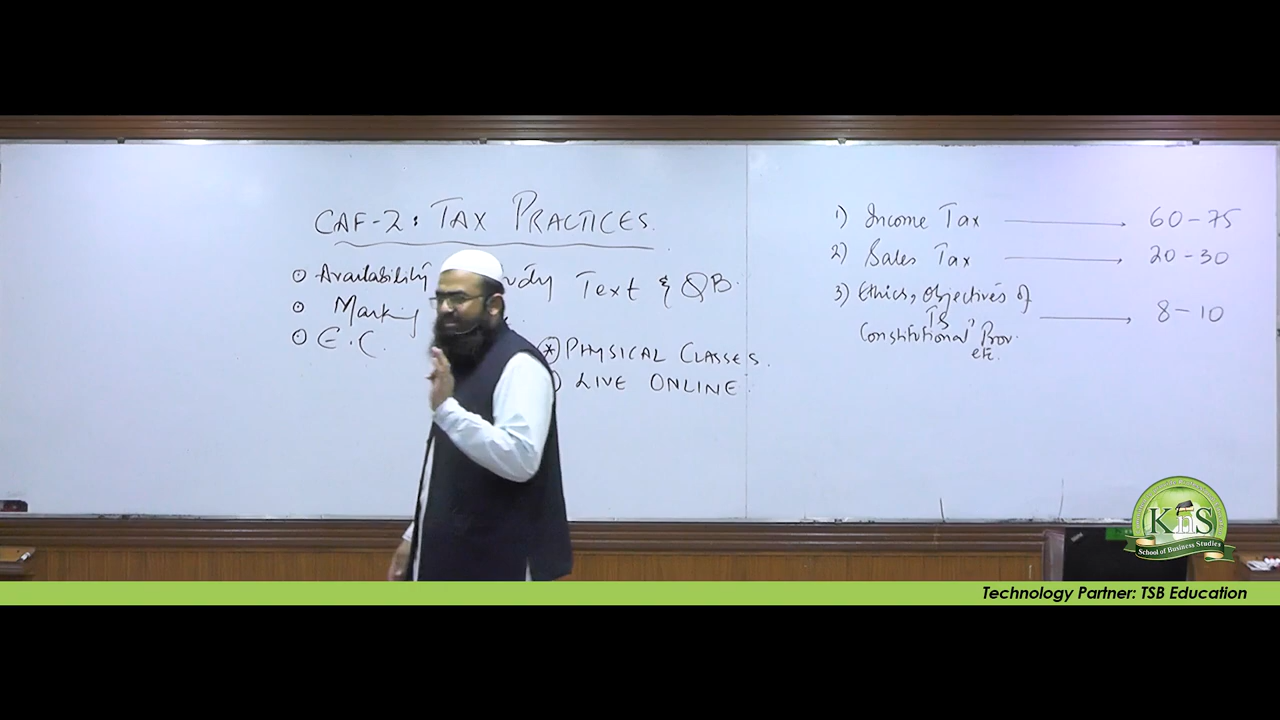 CAF-2: TAX PRACTICES.
⊙ Availability Text & QB.
⊙ Marking
⊙ E.C.
⊛ PHYSICAL CLASSES.
LIVE ONLINE
1) Income Tax → 60-75
2) Sales Tax → 20-30
3) Ethics, Objectives of TS, → 8-10
Constitutional Prov. etc.
KnS
School of Business Studies
Technology Partner: TSB Education